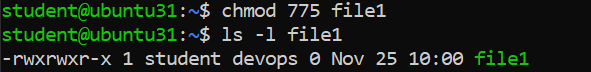 student@ubuntu31:~$ chmod 775 file1
student@ubuntu31:~$ ls -l file1
-rwxrwxr-x 1 student devops 0 Nov 25 10:00 file1